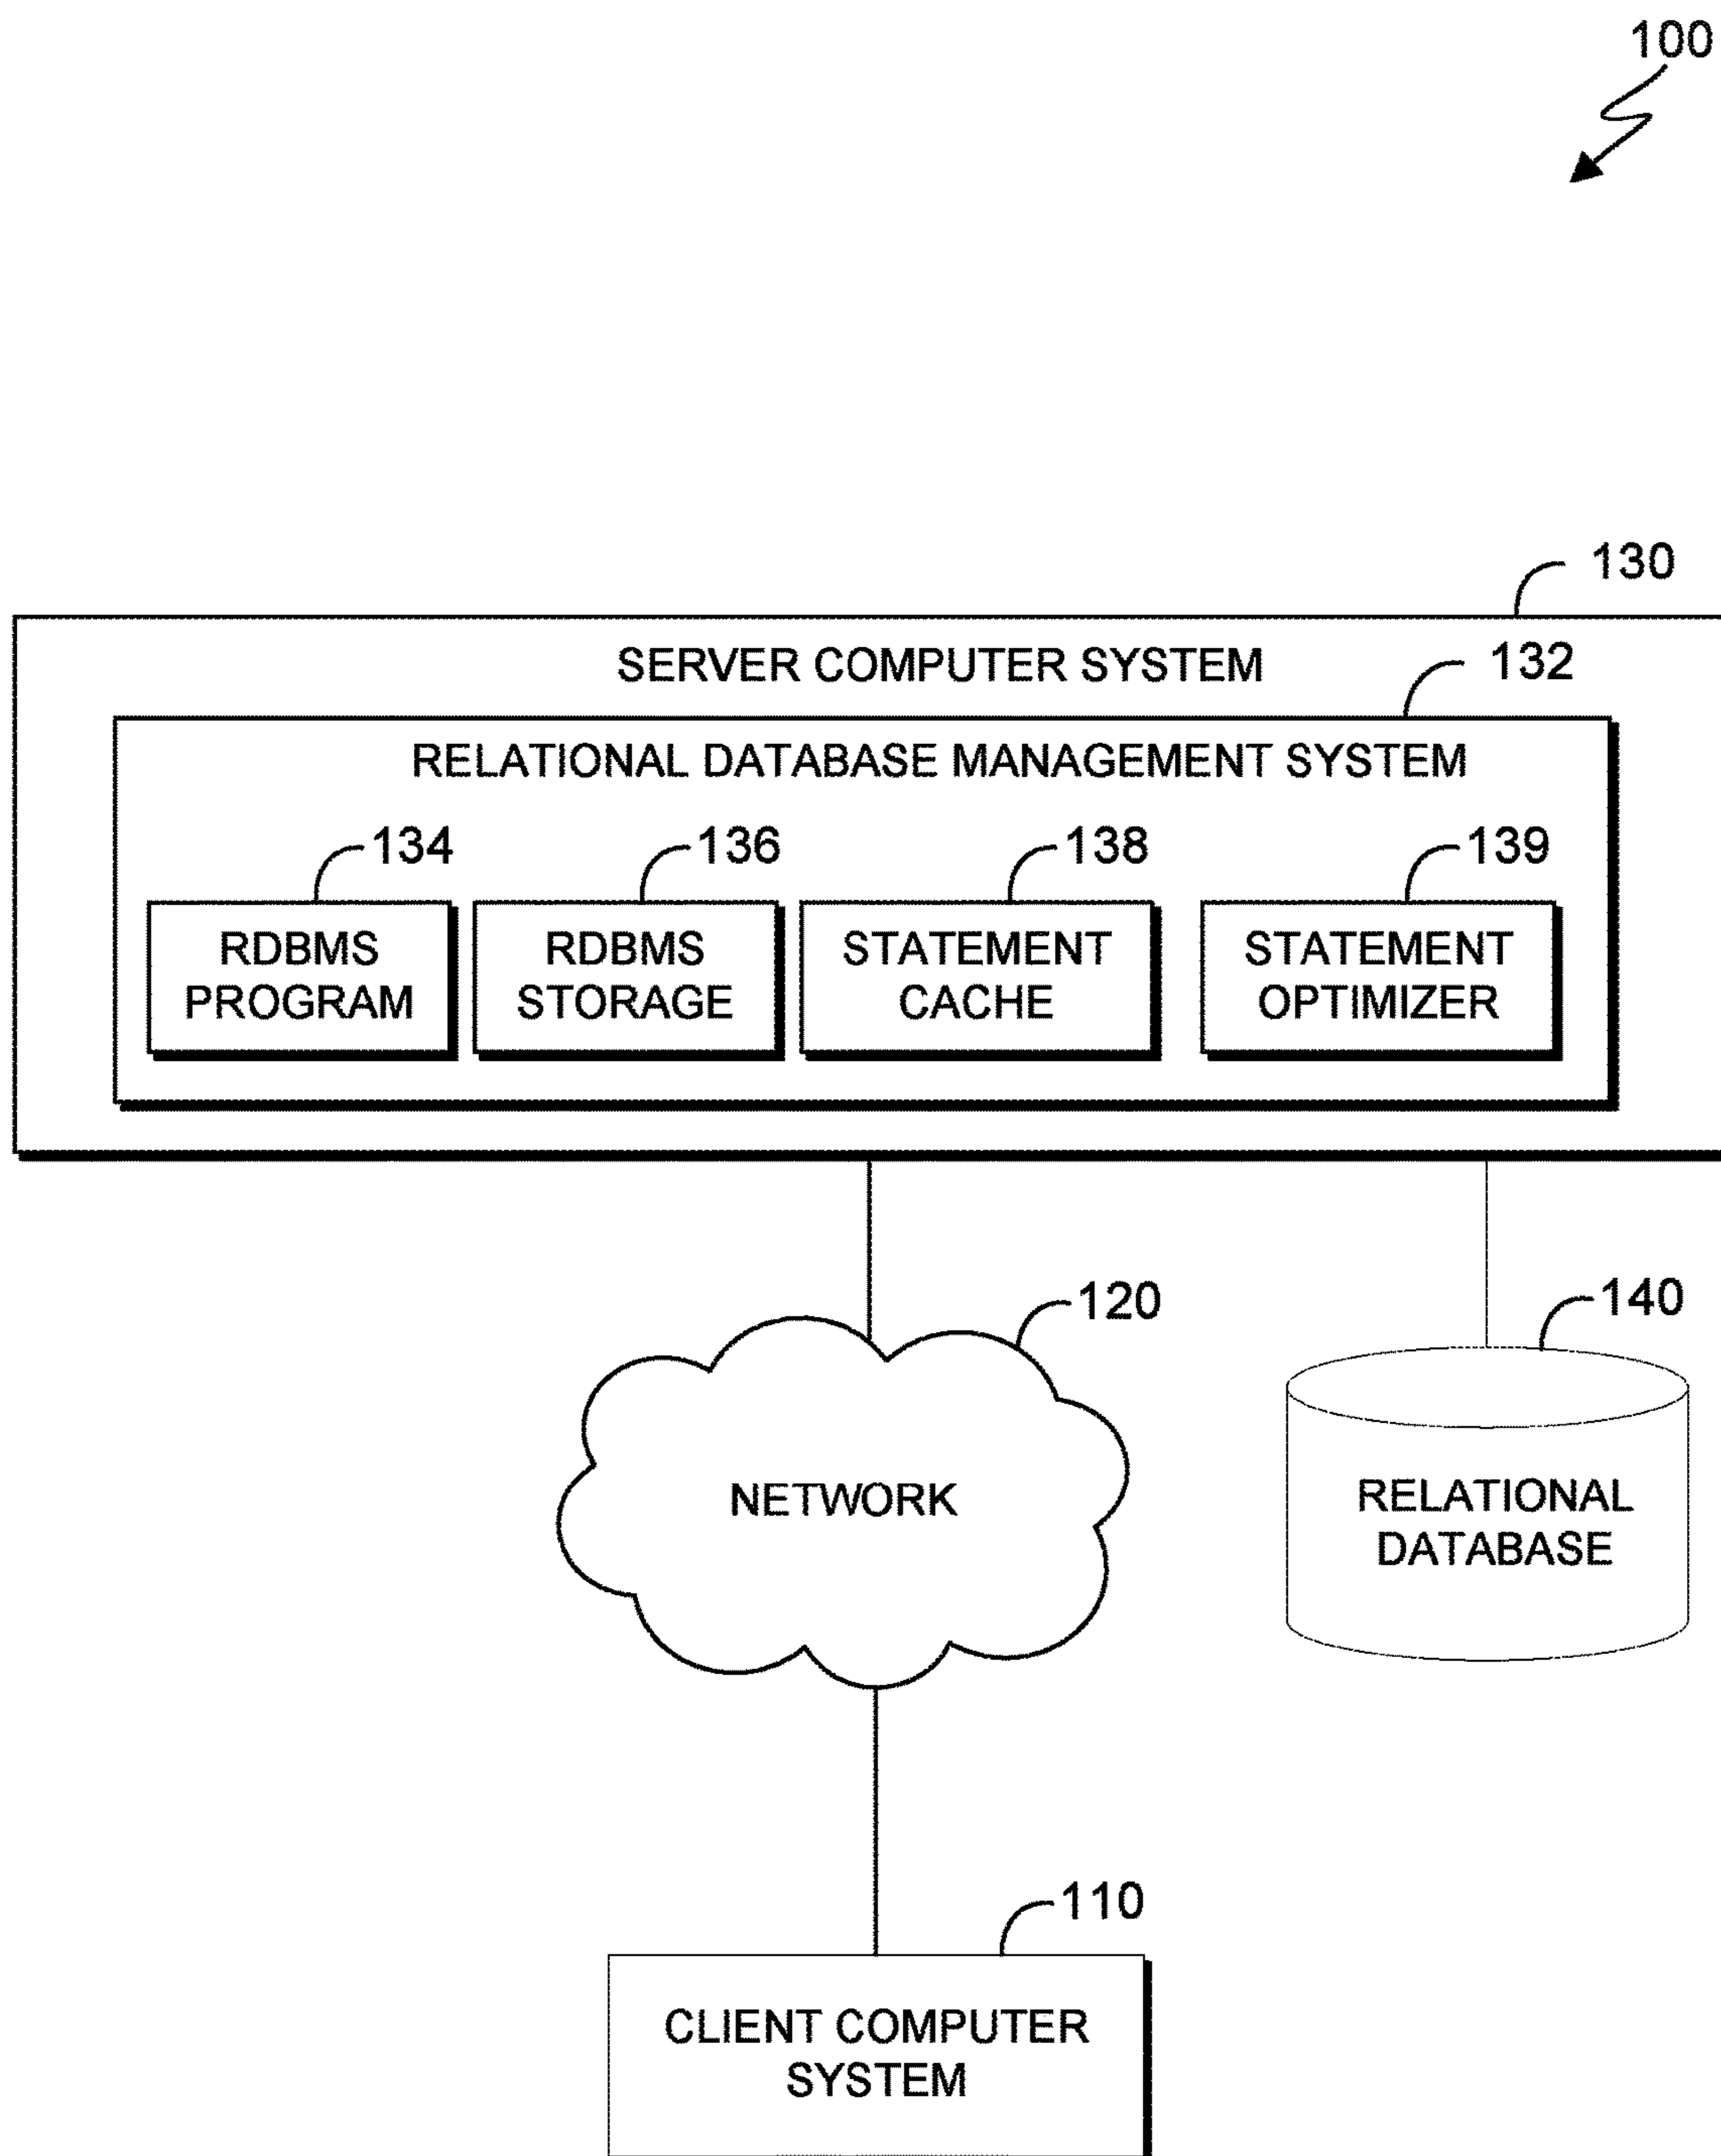 100
130
SERVER COMPUTER SYSTEM
132
RELATIONAL DATABASE MANAGEMENT SYSTEM
134
136
138
139
RDBMS
PROGRAM
RDBMS
STORAGE
STATEMENT
CACHE
STATEMENT
OPTIMIZER
120
140
NETWORK
RELATIONAL
DATABASE
110
CLIENT COMPUTER
SYSTEM